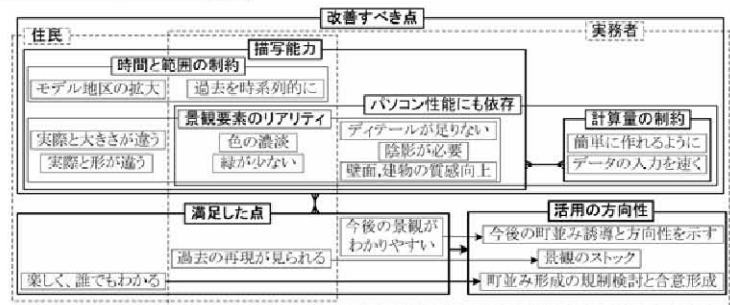 改善すべき点
住民
実務者
描写能力
時間と範囲の制約
モデル地区の拡大
過去を時系列的に
パソコン性能にも依存
景観要素のリアリティ
計算量の制約
実際と大きさが違う
色の濃淡
ディテールが足りない
簡単に作れるように
実際と形が違う
緑が少ない
陰影が必要
データの入力を速く
壁面,建物の質感向上
満足した点
活用の方向性
今後の景観が
わかりやすい
今後の町並み誘導と方向性を示す
過去の再現が見られる
景観のストック
楽しく、誰でもわかる
町並み形成の規制検討と合意形成